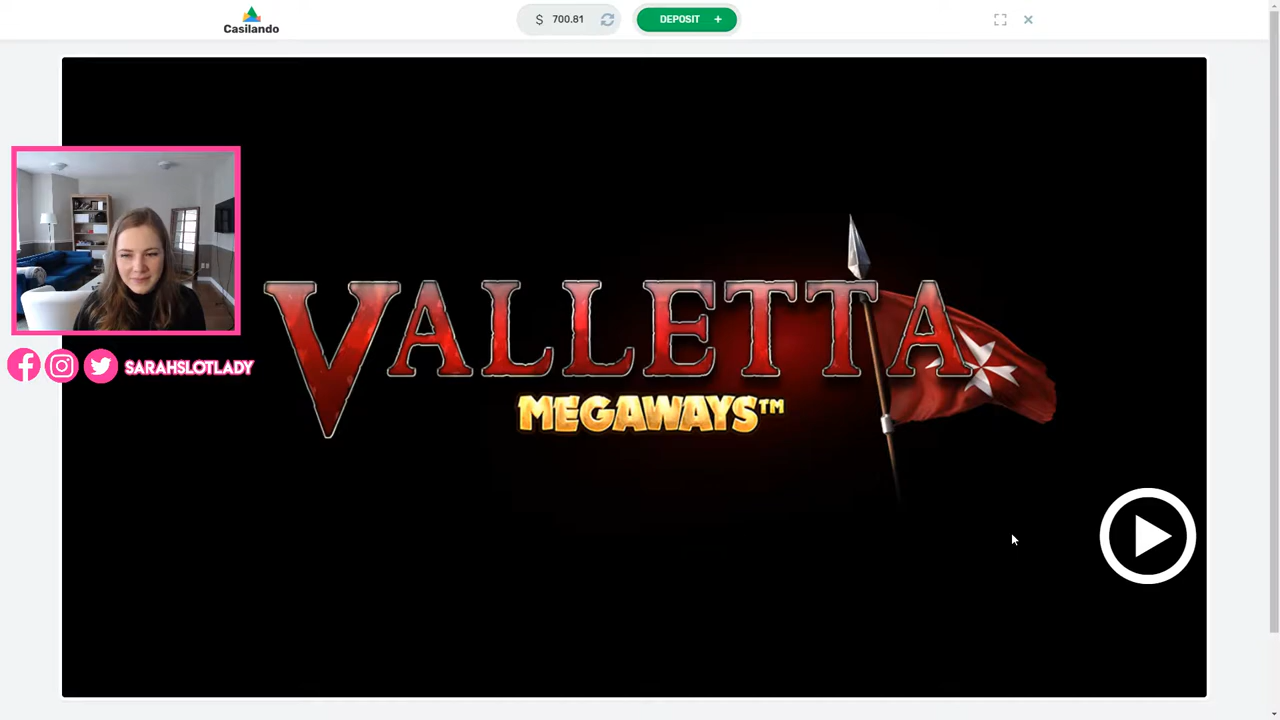 Casilando
$ 700.81
DEPOSIT +
SARAHSLOTLADY
VALLETTA
MEGAWAYS™